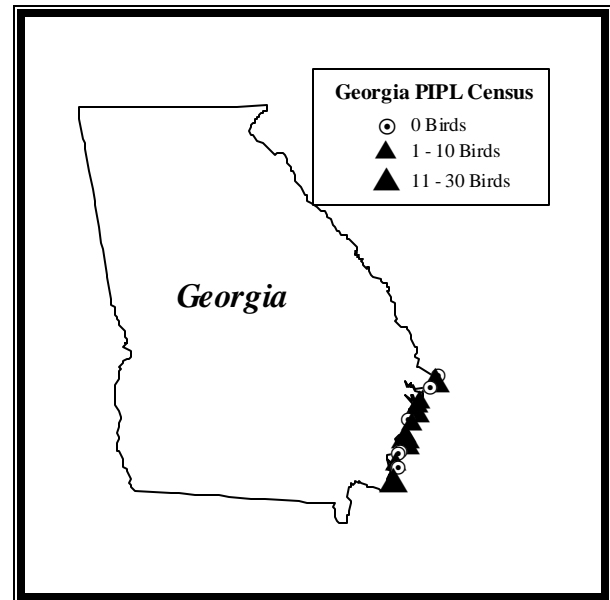 Georgia PIPL Census
0 Birds
1 - 10 Birds
11 - 30 Birds
Georgia